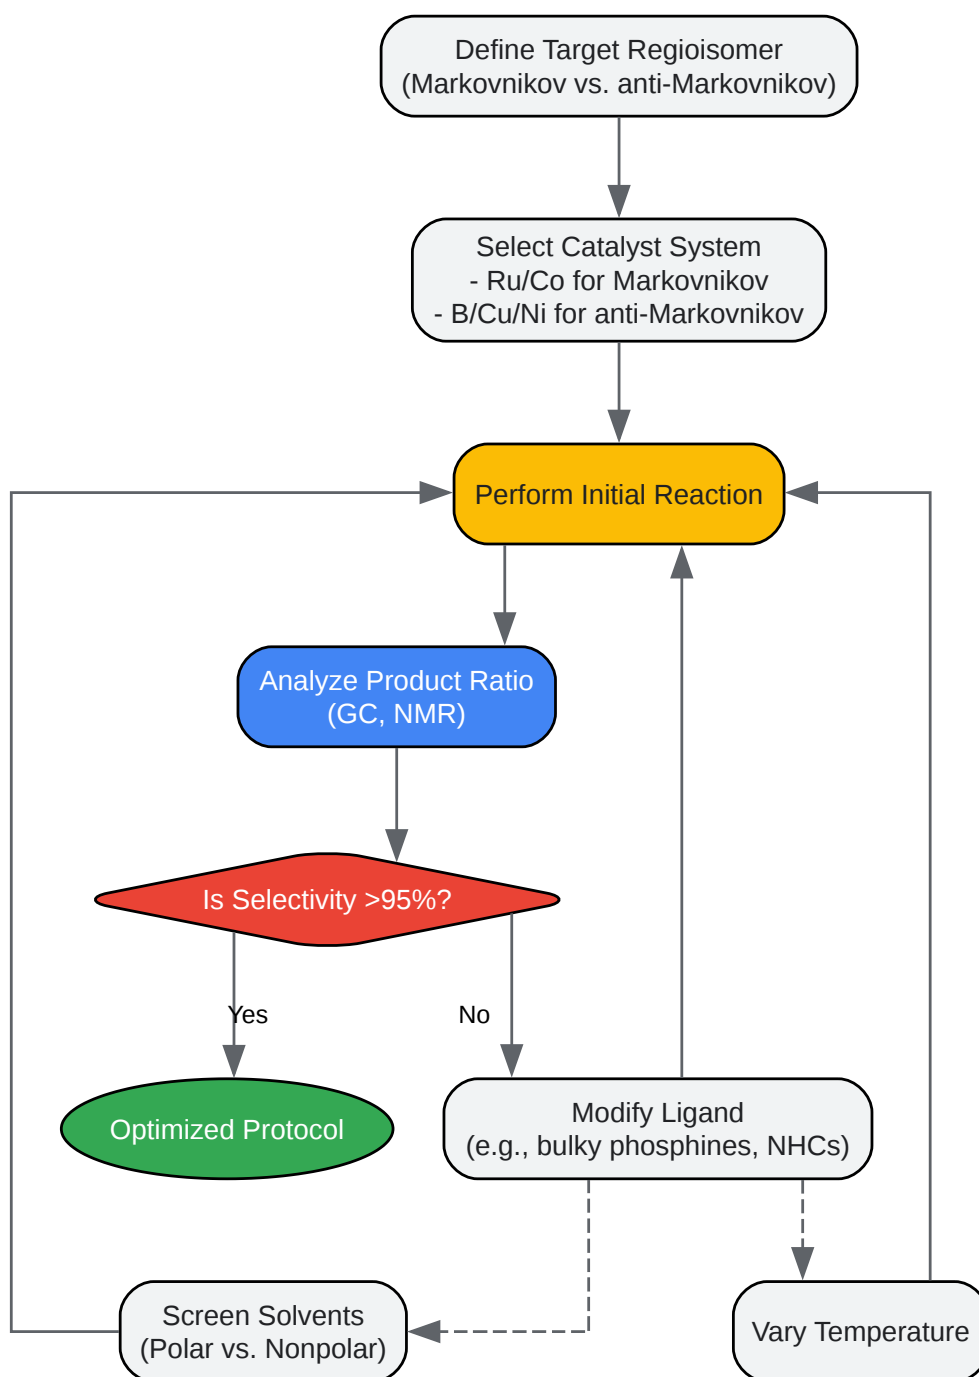 Define Target Regioisomer
(Markovnikov vs. anti-Markovnikov)
Select Catalyst System
- Ru/Co for Markovnikov
- B/Cu/Ni for anti-Markovnikov
Perform Initial Reaction
Analyze Product Ratio
(GC, NMR)
Is Selectivity >95%?
Yes
No
Optimized Protocol
Modify Ligand
(e.g., bulky phosphines, NHCs)
Screen Solvents
(Polar vs. Nonpolar)
Vary Temperature